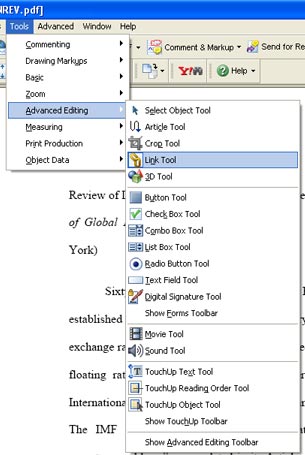 NREV.pdf]
Tools Advanced Window Help
Commenting
Drawing Markups
Basic
Zoom
Advanced Editing
Measuring
Print Production
Object Data
Comment & Markup
Send for Re
Y!
Help
Select Object Tool
Article Tool
Crop Tool
Link Tool
3D Tool
Button Tool
Check Box Tool
Combo Box Tool
List Box Tool
Radio Button Tool
Text Field Tool
Digital Signature Tool
Show Forms Toolbar
Movie Tool
Sound Tool
TouchUp Text Tool
TouchUp Reading Order Tool
TouchUp Object Tool
Show TouchUp Toolbar
Show Advanced Editing Toolbar
Review of
of Global
York)
Sixt
established
exchange ra
floating rat
International
The IMF